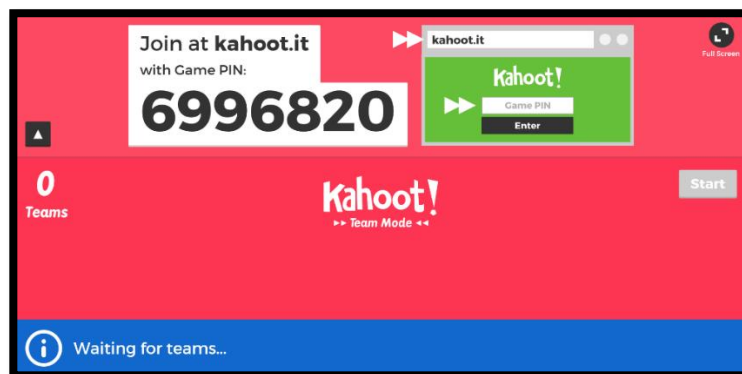 Join at kahoot.it
with Game PIN:
6996820
kahoot.it
Kahoot!
Game PIN
Enter
Full Screen
0
Teams
Kahoot!
Team Mode
Start
Waiting for teams...